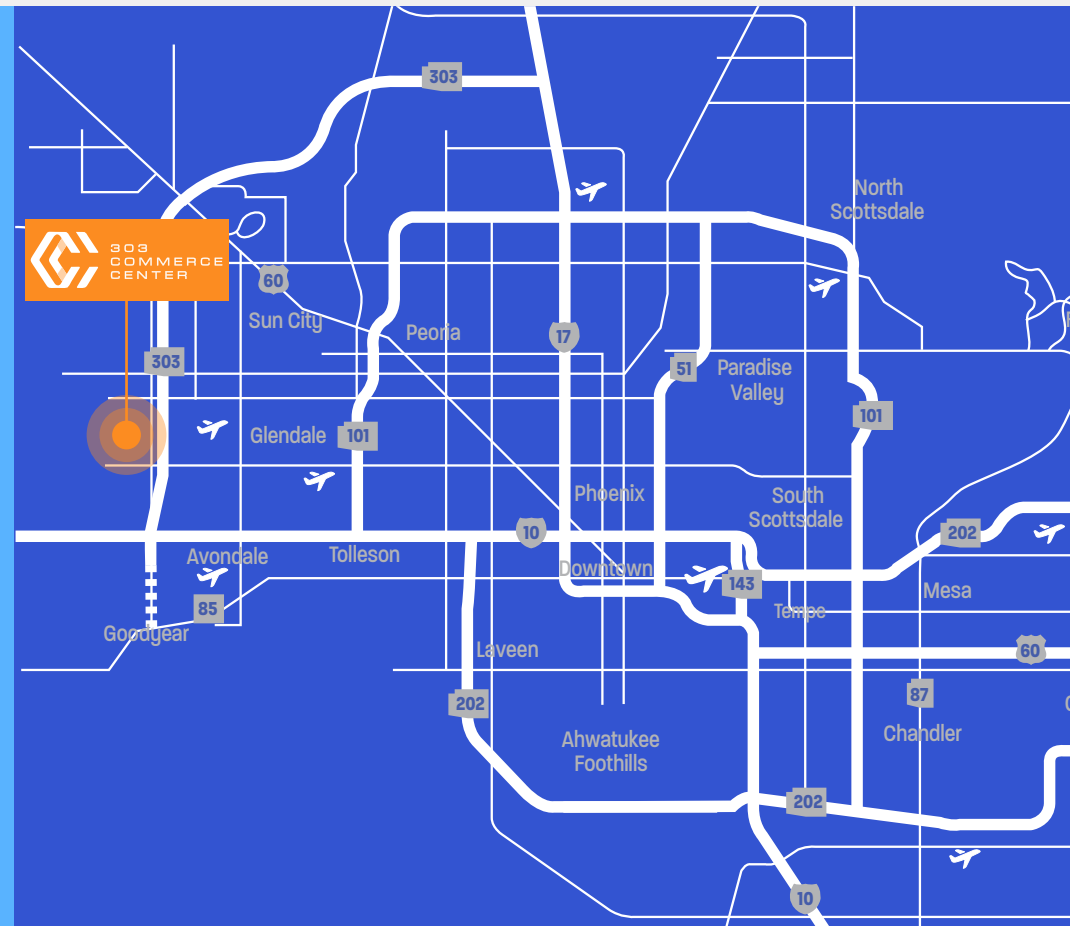 303
North
Scottsdale
303
COMMERCE
CENTER
60
Sun City
Peoria
17
303
51
Paradise
Valley
101
101
Glendale
Phoenix
South
Scottsdale
10
202
Avondale
Tolleson
Downtown
143
Mesa
85
Tempe
Goodyear
Laveen
60
202
87
Chandler
Ahwatukee
Foothills
202
10